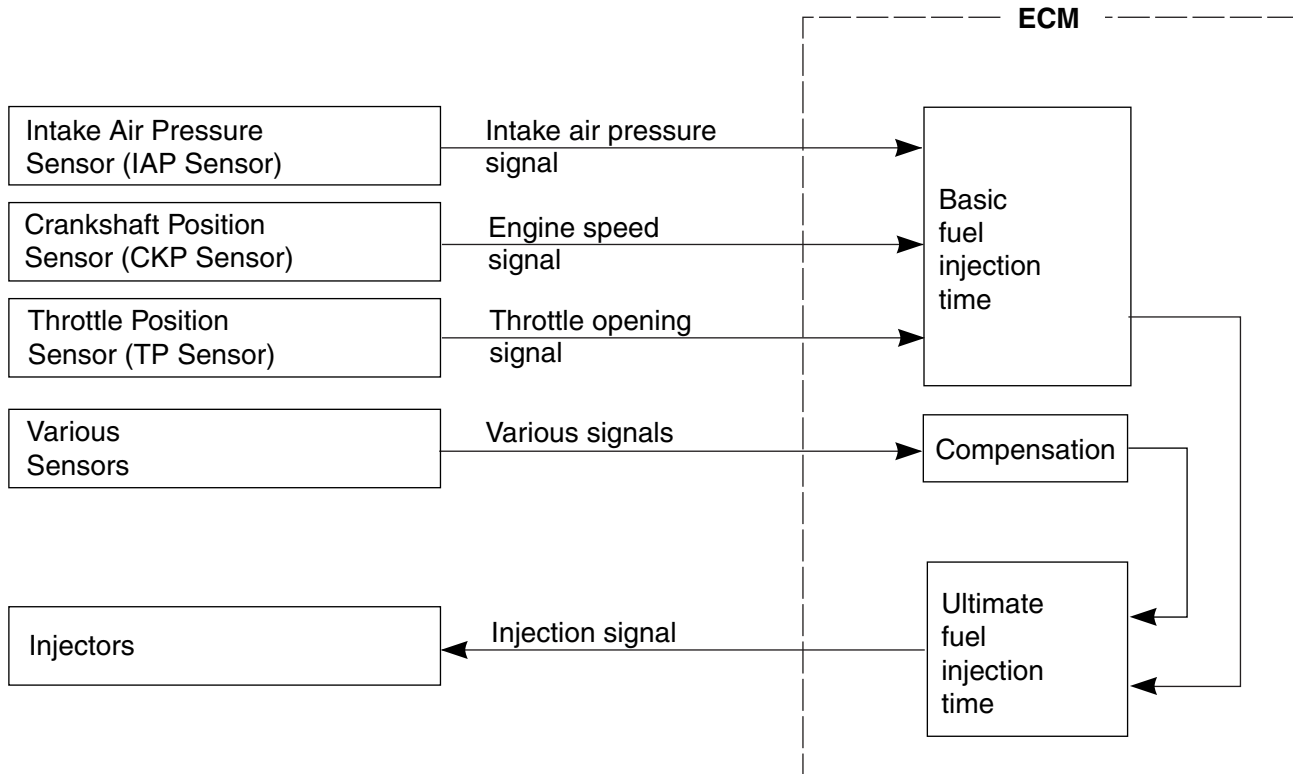 ECM
Intake Air Pressure
Sensor (IAP Sensor)
Intake air pressure
signal
Crankshaft Position
Sensor (CKP Sensor)
Engine speed
signal
Throttle Position
Sensor (TP Sensor)
Throttle opening
signal
Basic
fuel
injection
time
Various
Sensors
Various signals
Compensation
Injectors
Injection signal
Ultimate
fuel
injection
time